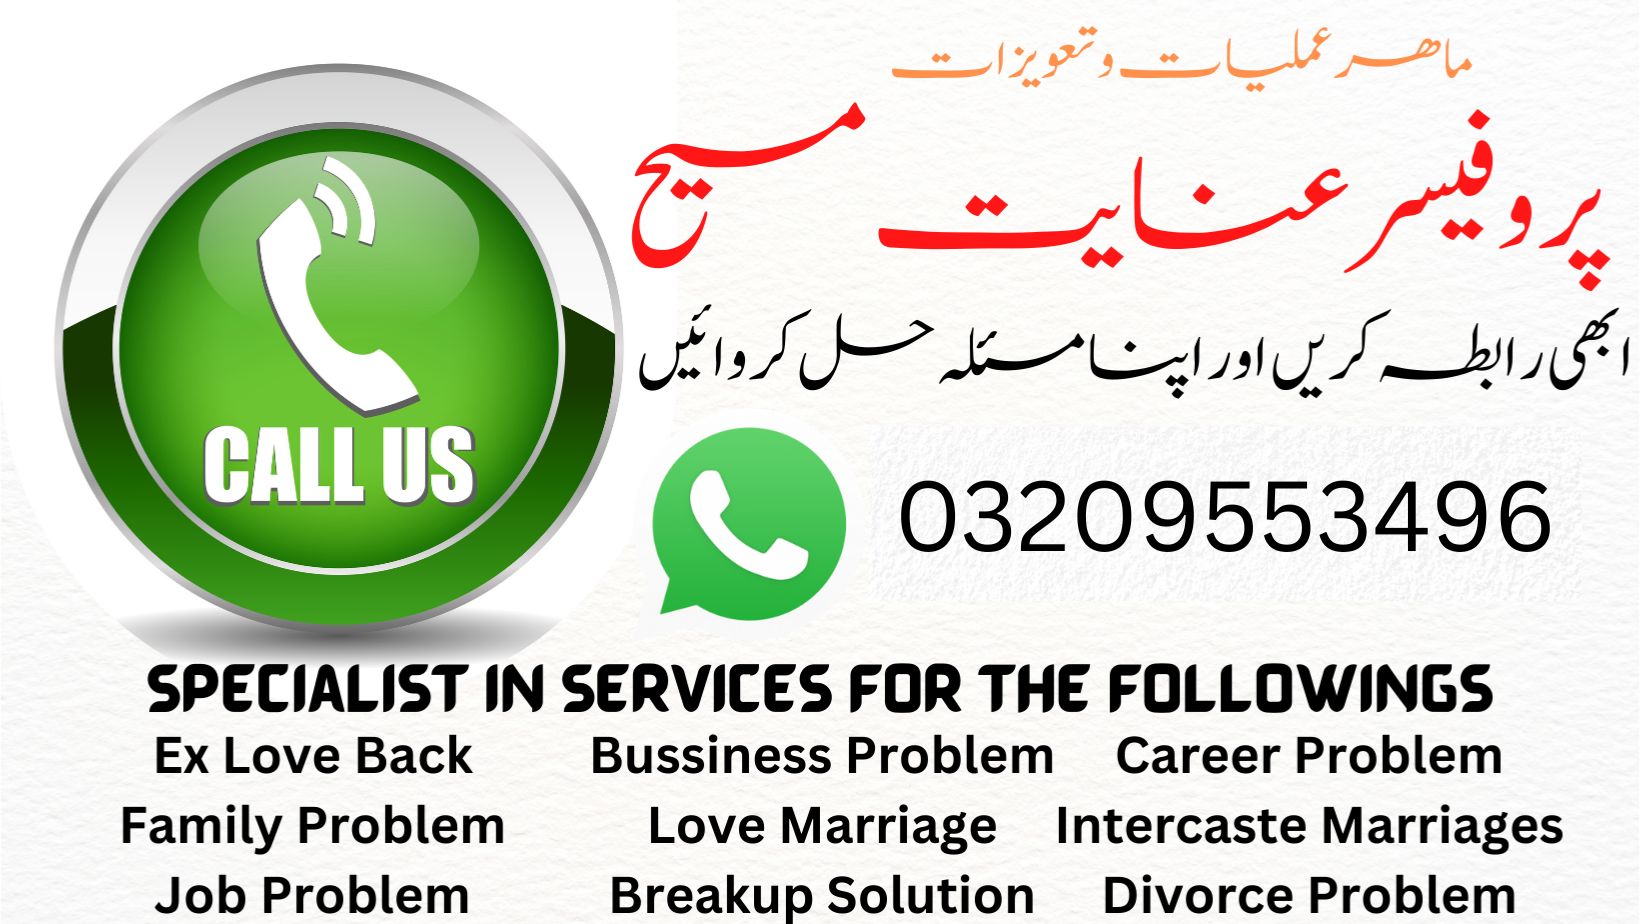 ماھر عملیات و تعویزات
پروفیسر عنایت مسیح
ابھی رابطہ کریں اور اپنا مسئلہ حل کروائیں
CALL US
03209553496
SPECIALIST IN SERVICES FOR THE FOLLOWINGS
Ex Love Back Bussiness Problem Career Problem
Family Problem Love Marriage Intercaste Marriages
Job Problem Breakup Solution Divorce Problem